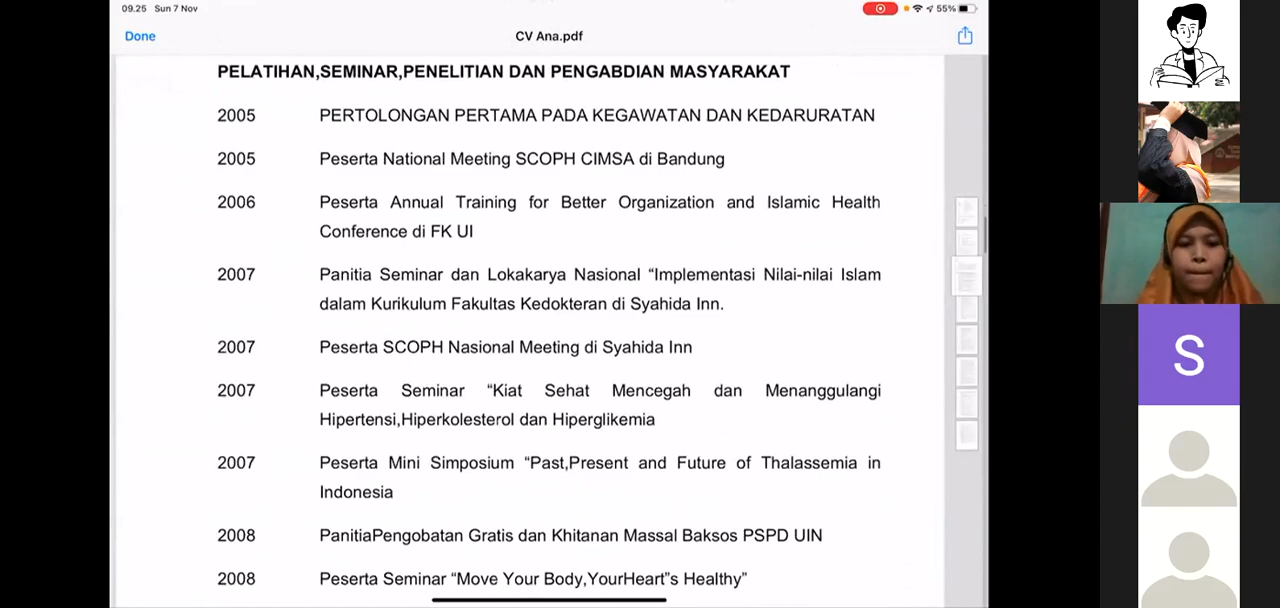 09.25 Sun 7 Nov
55%
Done
CV Ana.pdf
PELATIHAN,SEMINAR,PENELITIAN DAN PENGABDIAN MASYARAKAT
2005 PERTOLONGAN PERTAMA PADA KEGAWATAN DAN KEDARURATAN
2005 Peserta National Meeting SCOPH CIMSA di Bandung
2006 Peserta Annual Training for Better Organization and Islamic Health
Conference di FK UI
2007 Panitia Seminar dan Lokakarya Nasional “Implementasi Nilai-nilai Islam
dalam Kurikulum Fakultas Kedokteran di Syahida Inn.
2007 Peserta SCOPH Nasional Meeting di Syahida Inn
2007 Peserta Seminar “Kiat Sehat Mencegah dan Menanggulangi
Hipertensi,Hiperkolesterol dan Hiperglikemia
2007 Peserta Mini Simposium “Past,Present and Future of Thalassemia in
Indonesia
2008 PanitiaPengobatan Gratis dan Khitanan Massal Baksos PSPD UIN
2008 Peserta Seminar “Move Your Body,YourHeart”s Healthy”
S